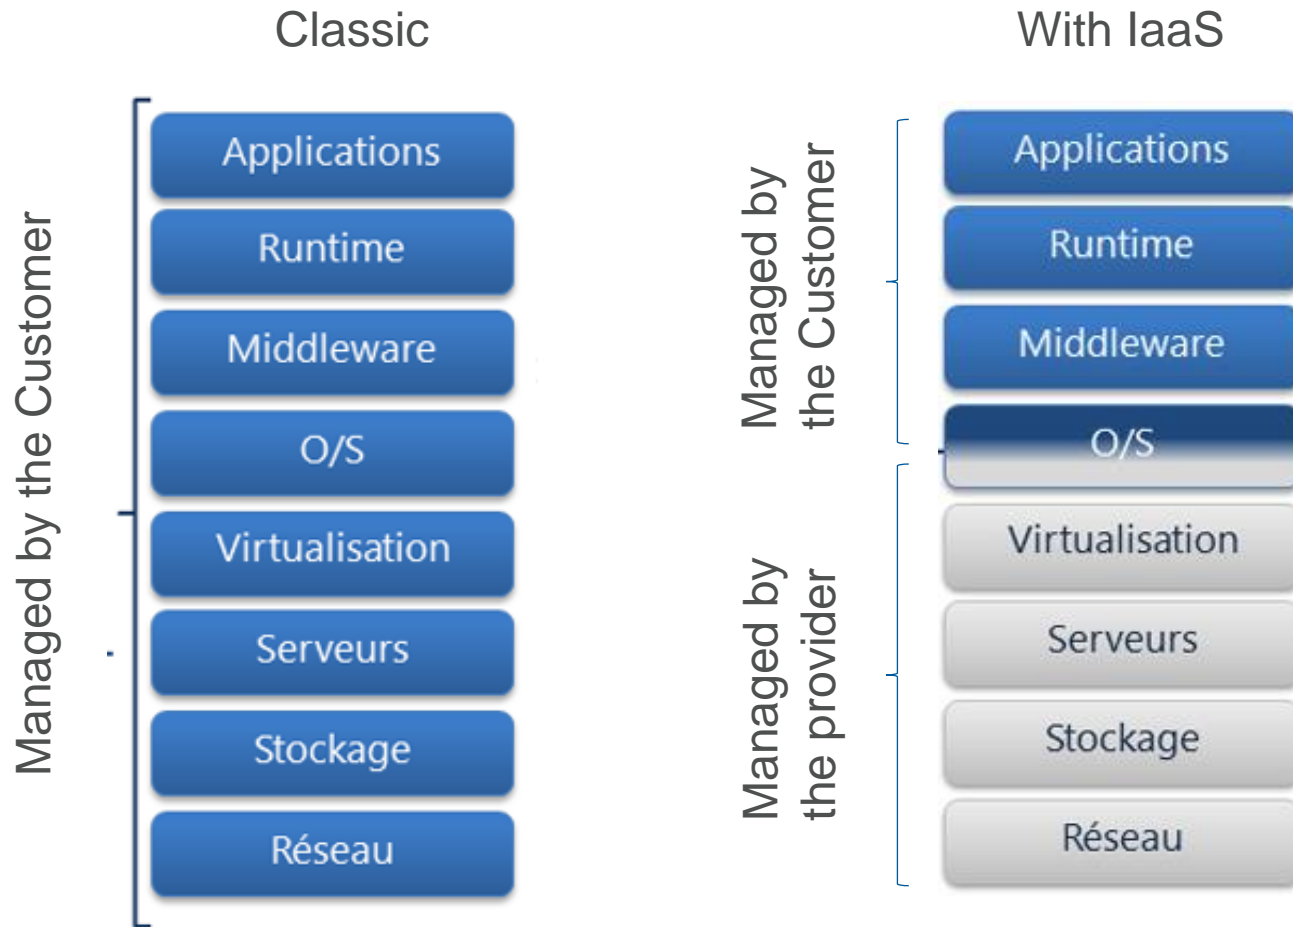 Classic
Managed by the Customer
Applications
Runtime
Middleware
O/S
Virtualisation
Serveurs
Stockage
Réseau
With IaaS
Managed by
the Customer
Managed by
the provider
Applications
Runtime
Middleware
O/S
Virtualisation
Serveurs
Stockage
Réseau